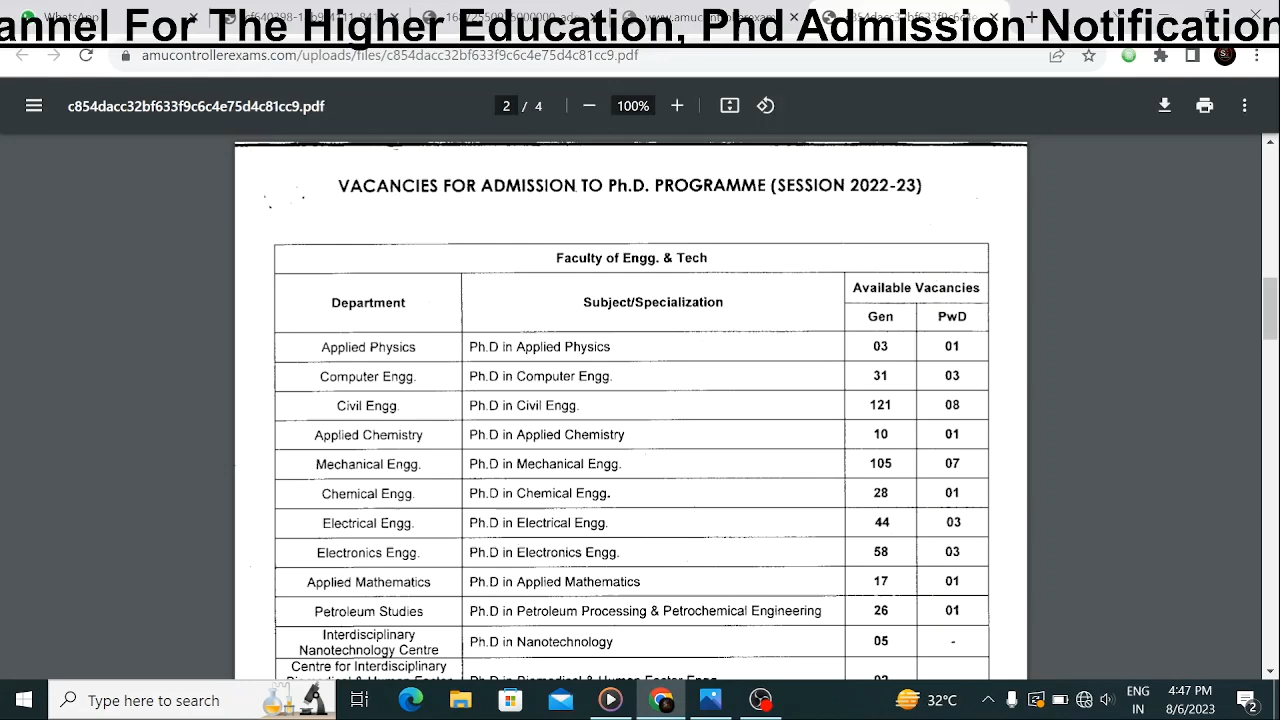 annel For The Higher Education, Phd Admission Notification
WhatsApp
amucontrollerexams.com/uploads/files/c854dacc32bf633f9c6c4e75d4c81cc9.pdf
c854dacc32bf633f9c6c4e75d4c81cc9.pdf 2 / 4 100%
VACANCIES FOR ADMISSION TO Ph.D. PROGRAMME (SESSION 2022-23)
Faculty of Engg. & Tech
Department Subject/Specialization Available Vacancies
Gen PwD
Applied Physics Ph.D in Applied Physics 03 01
Computer Engg. Ph.D in Computer Engg. 31 03
Civil Engg. Ph.D in Civil Engg. 121 08
Applied Chemistry Ph.D in Applied Chemistry 10 01
Mechanical Engg. Ph.D in Mechanical Engg. 105 07
Chemical Engg. Ph.D in Chemical Engg. 28 01
Electrical Engg. Ph.D in Electrical Engg. 44 03
Electronics Engg. Ph.D in Electronics Engg. 58 03
Applied Mathematics Ph.D in Applied Mathematics 17 01
Petroleum Studies Ph.D in Petroleum Processing & Petrochemical Engineering 26 01
Interdisciplinary
Nanotechnology Centre Ph.D in Nanotechnology 05 -
Centre for Interdisciplinary
Type here to search
32°C
ENG
IN
4:47 PM
8/6/2023
2